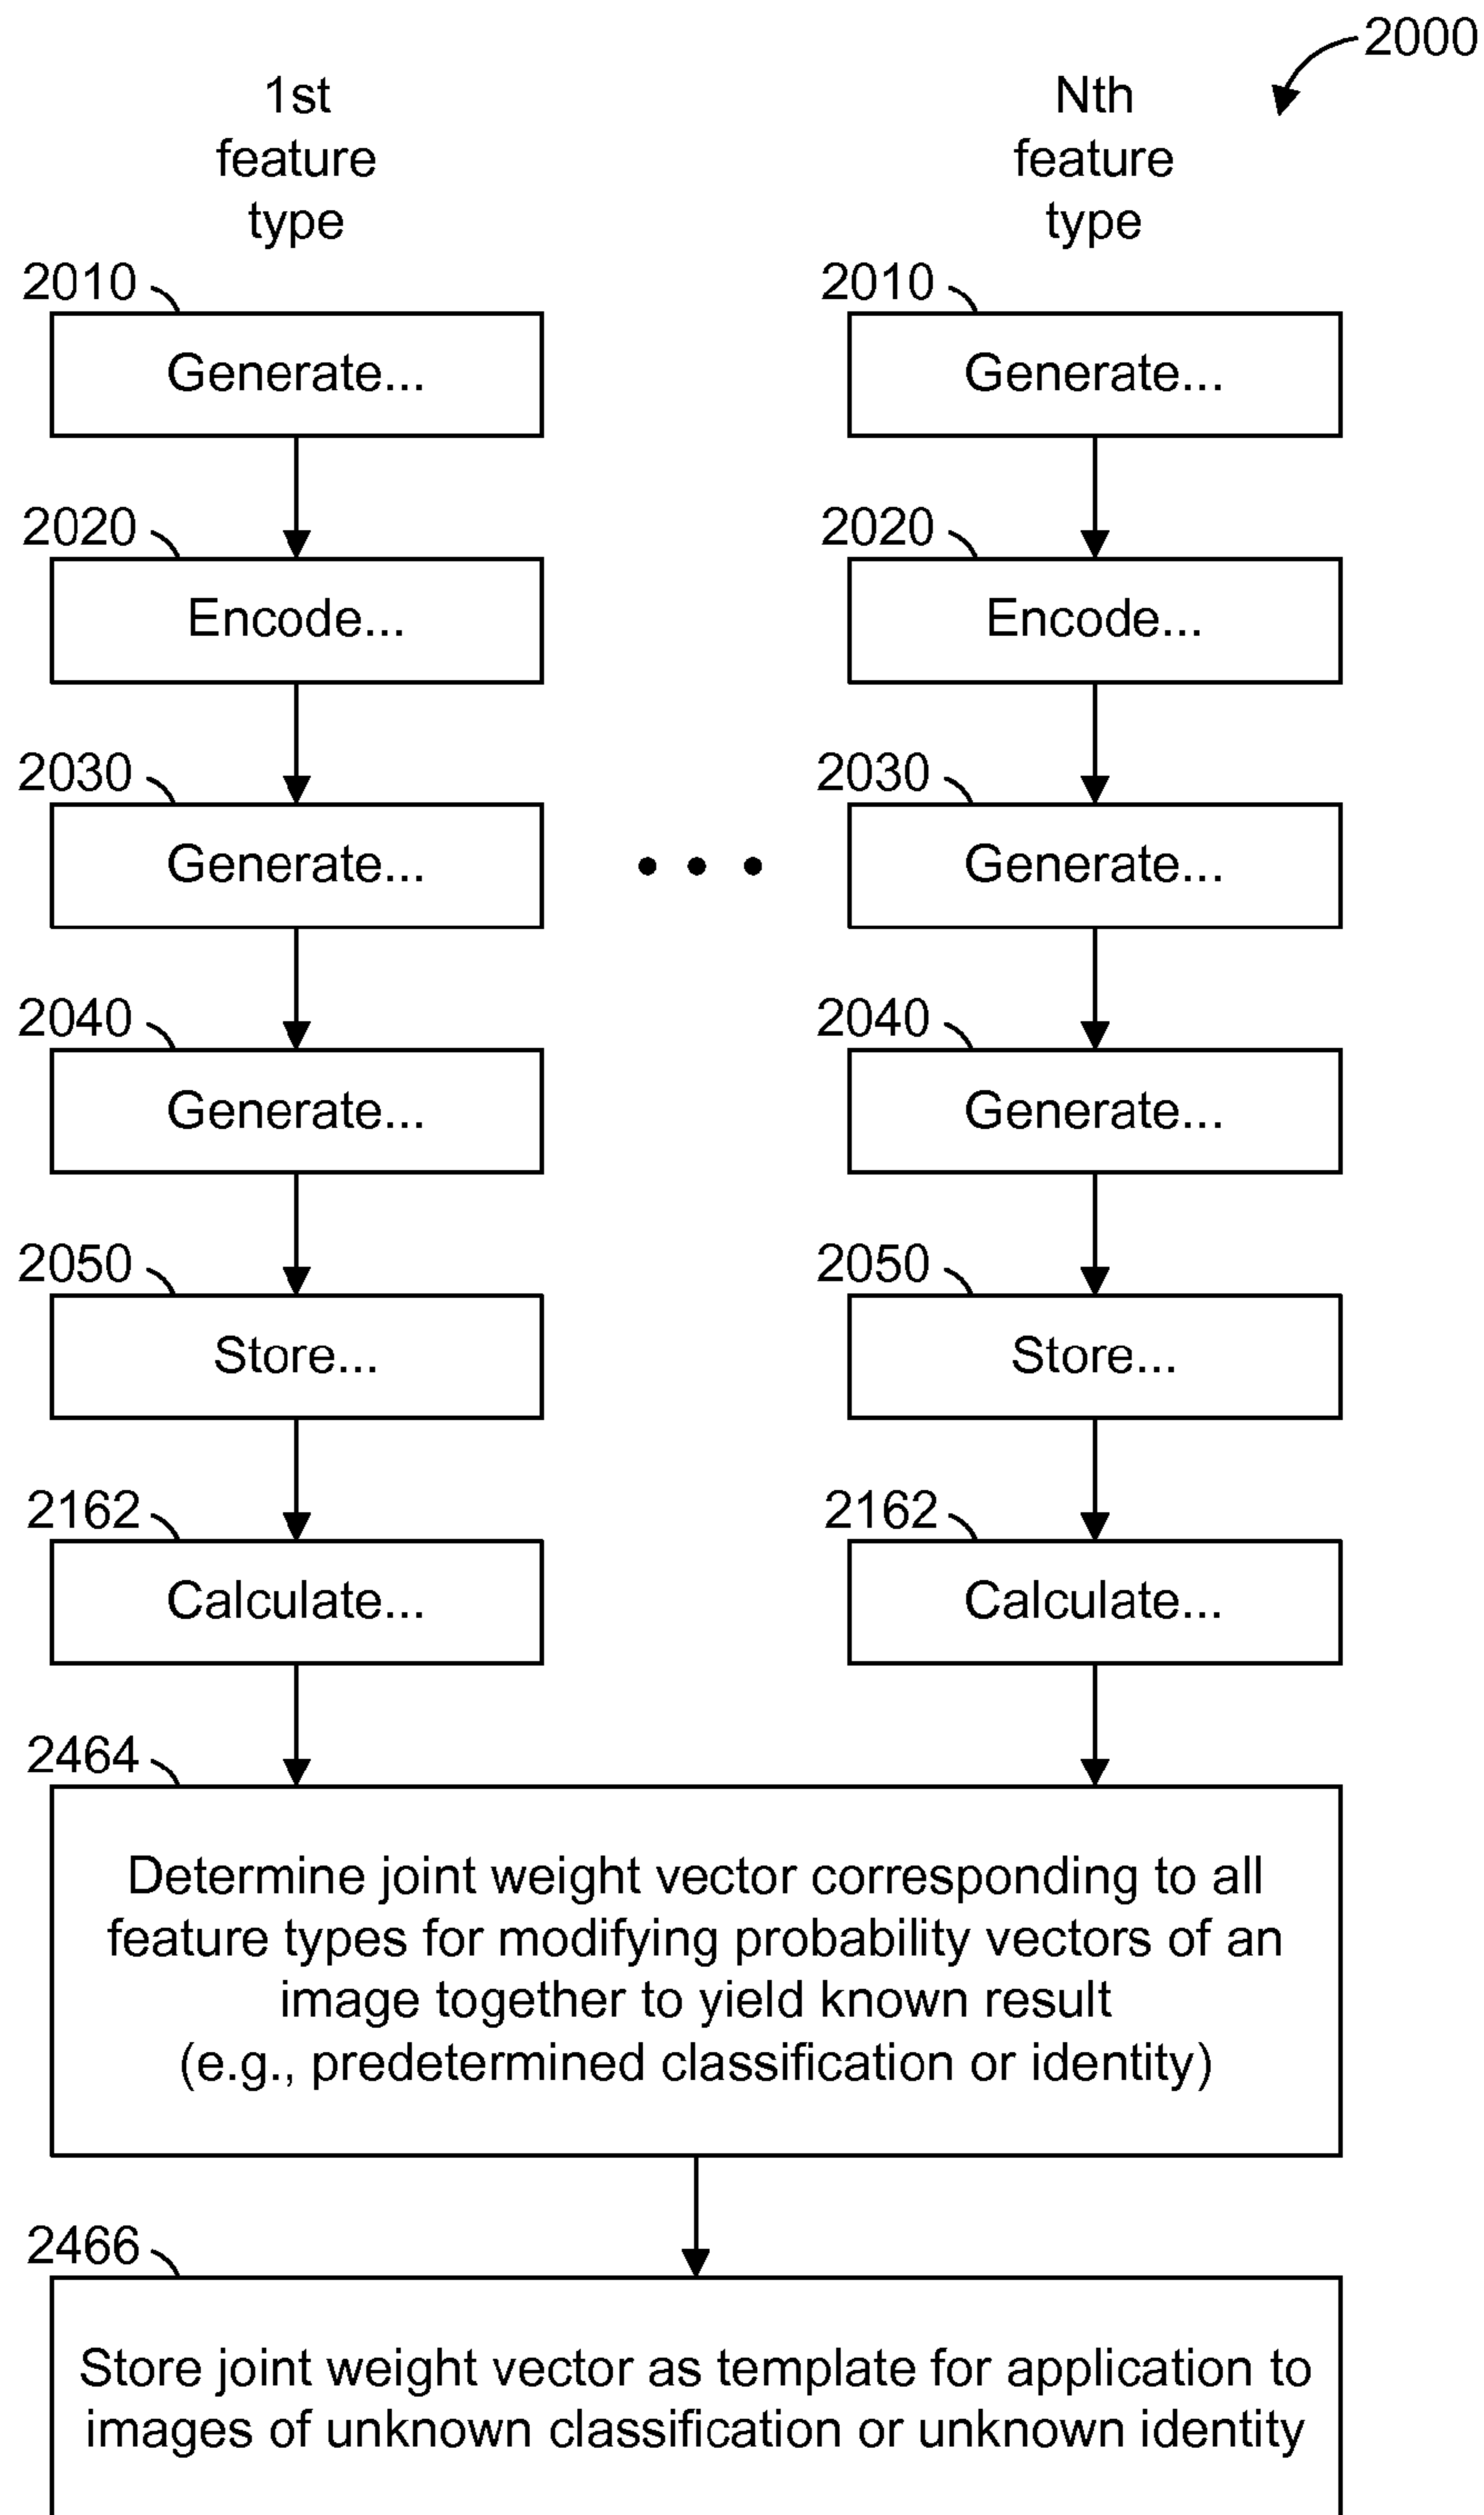 2000
1st
feature
type
Nth
feature
type
2010
2010
Generate...
Generate...
2020
2020
Encode...
Encode...
2030
2030
Generate...
Generate...
2040
2040
Generate...
Generate...
2050
2050
Store...
Store...
2162
2162
Calculate...
Calculate...
2464
Determine joint weight vector corresponding to all
feature types for modifying probability vectors of an
image together to yield known result
(e.g., predetermined classification or identity)
2466
Store joint weight vector as template for application to
images of unknown classification or unknown identity